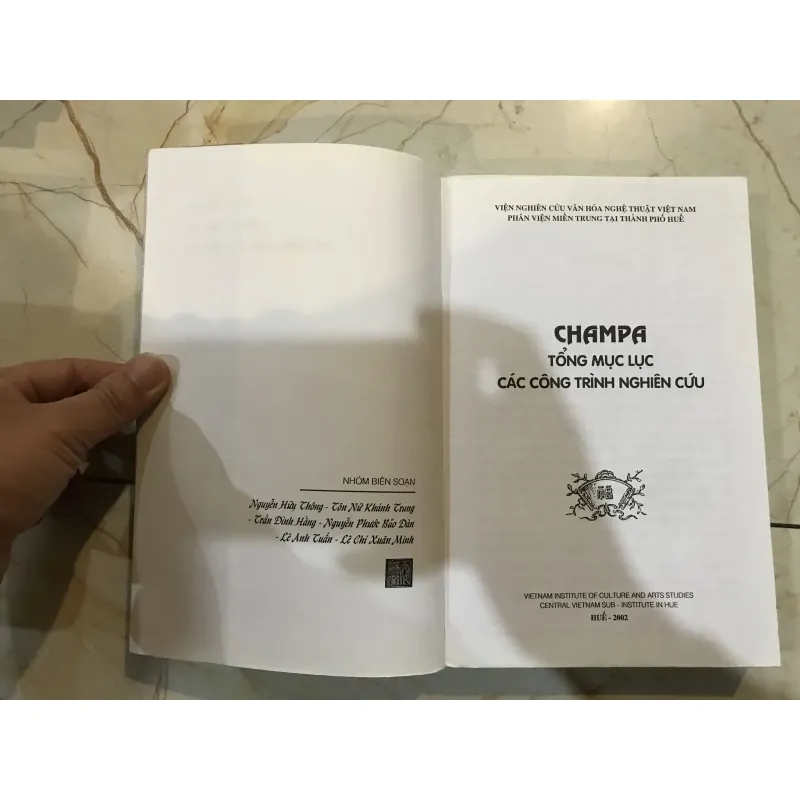 NHÓM BIÊN SOẠN
Nguyễn Hữu Thông - Tôn Nữ Khánh Trang
- Trần Đình Hằng - Nguyễn Phước Bảo Đàn
- Lê Anh Tuấn - Lê Chí Xuân Minh
VIỆN NGHIÊN CỨU VĂN HÓA NGHỆ THUẬT VIỆT NAM
PHÂN VIỆN MIỀN TRUNG TẠI THÀNH PHỐ HUẾ
CHAMPA
TỔNG MỤC LỤC
CÁC CÔNG TRÌNH NGHIÊN CỨU
VIETNAM INSTITUTE OF CULTURE AND ARTS STUDIES
CENTRAL VIETNAM SUB - INSTITUTE IN HUE
HUẾ - 2002